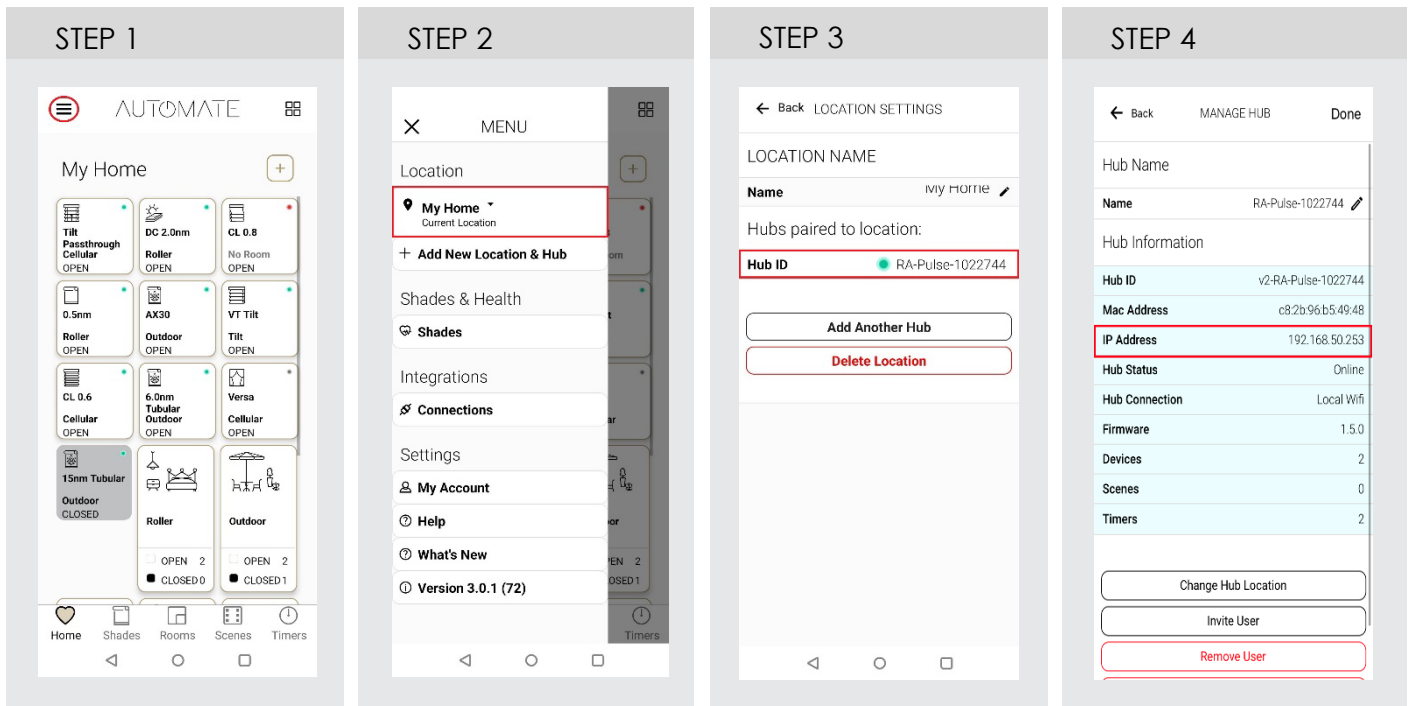 STEP 1
AUTOMATE
My Home
Tilt
Passthrough
Cellular
OPEN
DC 2.0nm
Roller
OPEN
CL 0.8
No Room
OPEN
0.5nm
Roller
OPEN
AX30
Outdoor
OPEN
VT Tilt
Tilt
OPEN
CL 0.6
Cellular
OPEN
6.0nm
Tubular
Outdoor
OPEN
Versa
Cellular
OPEN
15nm Tubular
Outdoor
CLOSED
Roller
OPEN 2
CLOSED 0
Outdoor
OPEN 2
CLOSED 1
Home Shades Rooms Scenes Timers
STEP 2
MENU
Location
My Home
Current Location
+ Add New Location & Hub
Shades & Health
Shades
Integrations
Connections
Settings
My Account
Help
What's New
Version 3.0.1 (72)
om
t
ar
or
EN 2
OSED 1
Timers
STEP 3
Back LOCATION SETTINGS
LOCATION NAME
Name My Home
Hubs paired to location:
Hub ID RA-Pulse-1022744
Add Another Hub
Delete Location
STEP 4
Back MANAGE HUB Done
Hub Name
Name RA-Pulse-1022744
Hub Information
Hub ID v2-RA-Pulse-1022744
Mac Address c8:2b:96:b5:49:48
IP Address 192.168.50.253
Hub Status Online
Hub Connection Local Wifi
Firmware 1.5.0
Devices 2
Scenes 0
Timers 2
Change Hub Location
Invite User
Remove User